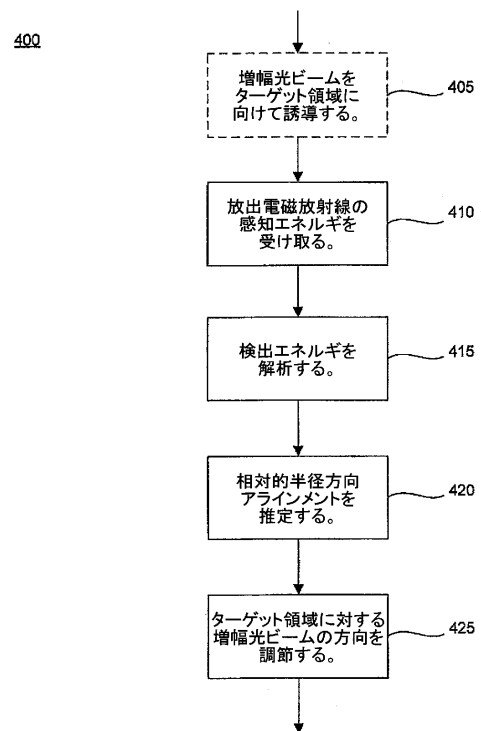 400
増幅光ビームを
ターゲット領域に
向けて誘導する。
405
放出電磁放射線の
感知エネルギを
受け取る。
410
検出エネルギを
解析する。
415
相対的半径方向
アラインメントを
推定する。
420
ターゲット領域に対する
増幅光ビームの方向を
調節する。
425